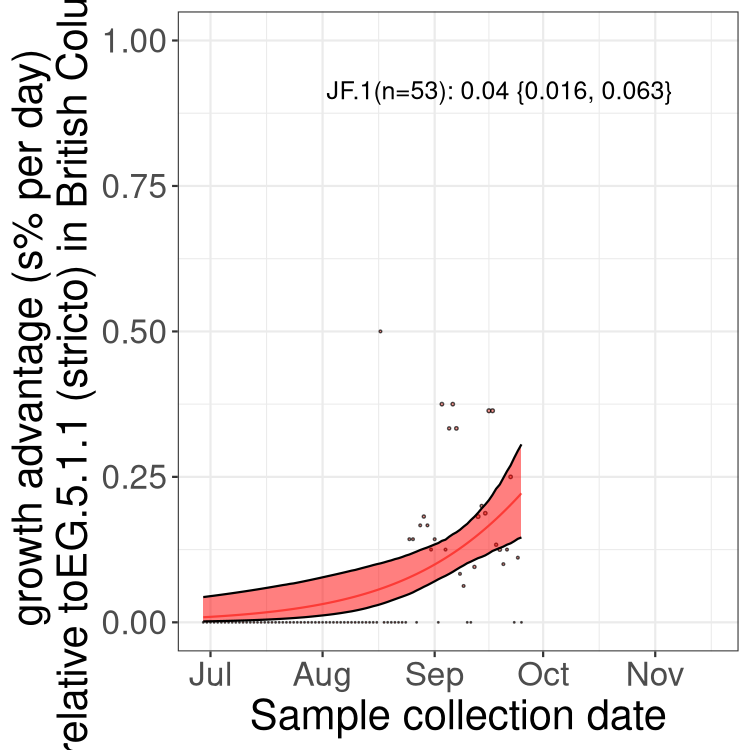 growth advantage (s% per day)
relative toEG.5.1.1 (stricto) in British Colu
1.00
0.75
0.50
0.25
0.00
JF.1(n=53): 0.04 {0.016, 0.063}
Jul Aug Sep Oct Nov
Sample collection date